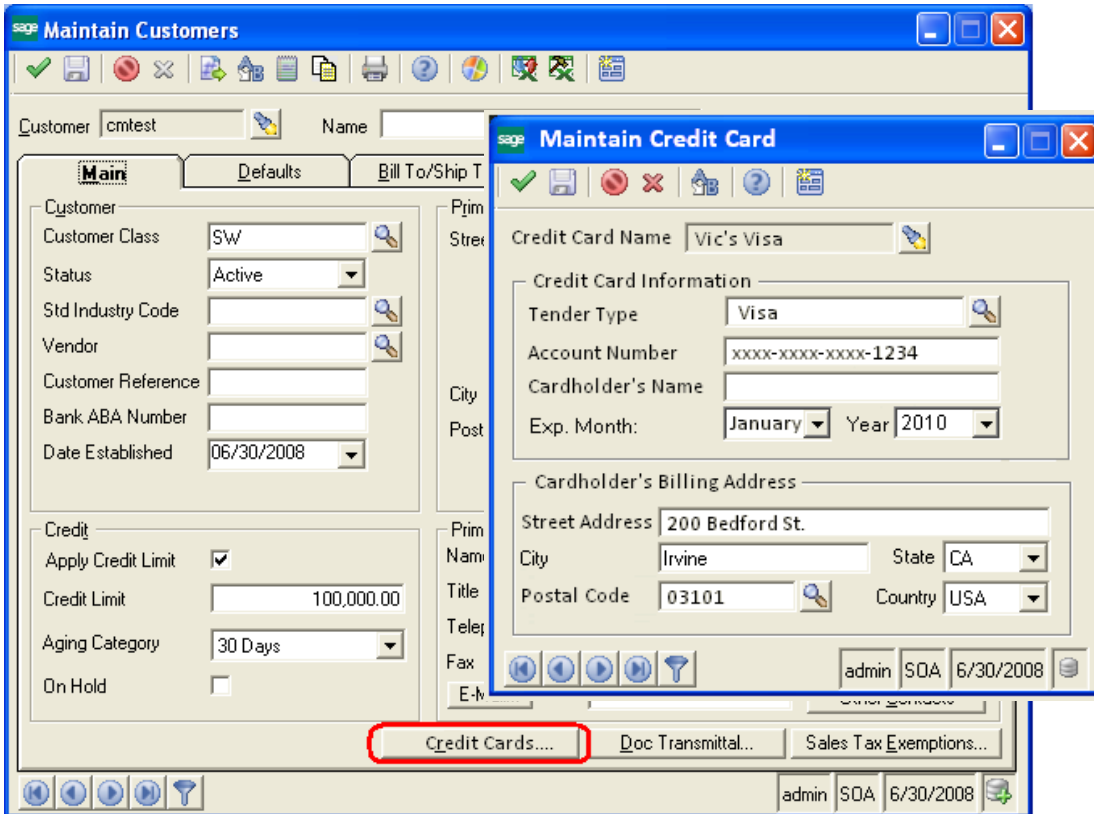 sage Maintain Customers
Customer cmtest Name
Main Defaults Bill To/Ship T
Customer
Customer Class SW
Status Active
Std Industry Code
Vendor
Customer Reference
Bank ABA Number
Date Established 06/30/2008
Prim
Stree
City
Post
Credit
Apply Credit Limit
Credit Limit 100,000.00
Aging Category 30 Days
On Hold
Prim
Name
Title
Telep
Fax
Credit Cards.... Doc Transmittal... Sales Tax Exemptions...
admin SOA 6/30/2008
sage Maintain Credit Card
Credit Card Name Vic's Visa
Credit Card Information
Tender Type Visa
Account Number xxxx-xxxx-xxxx-1234
Cardholder's Name
Exp. Month: January Year 2010
Cardholder's Billing Address
Street Address 200 Bedford St.
City Irvine State CA
Postal Code 03101 Country USA
admin SOA 6/30/2008